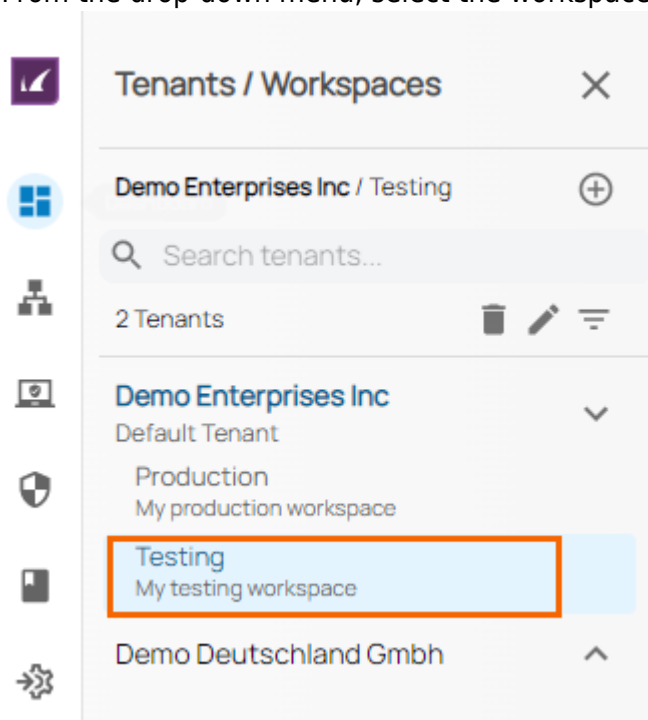 From the drop-down menu, select the workspace
Tenants / Workspaces
Demo Enterprises Inc / Testing
Search tenants...
2 Tenants
Demo Enterprises Inc
Default Tenant
Production
My production workspace
Testing
My testing workspace
Demo Deutschland Gmbh